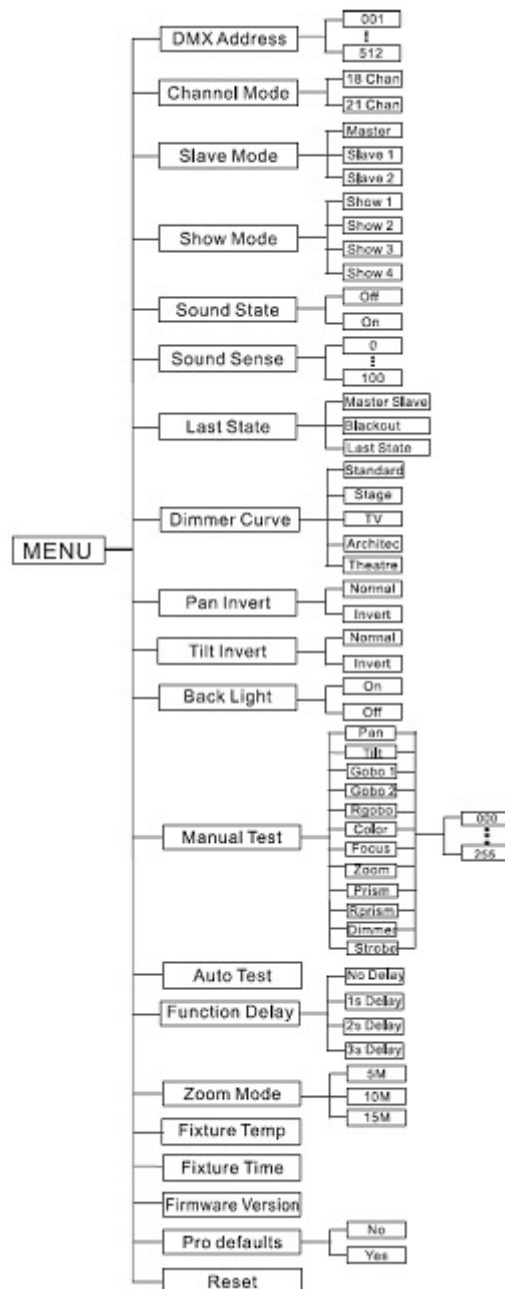 MENU
DMX Address
001
512
Channel Mode
18 Chan
21 Chan
Slave Mode
Master
Slave 1
Slave 2
Show Mode
Show 1
Show 2
Show 3
Show 4
Sound State
Off
On
Sound Sense
0
100
Last State
Master Slave
Blackout
Last State
Dimmer Curve
Standard
Stage
TV
Architec
Theatre
Pan Invert
Normal
Invert
Tilt Invert
Normal
Invert
Back Light
On
Off
Manual Test
Pan
Tilt
Gobo 1
Gobo 2
Rgobo
Color
Focus
Zoom
Prism
Rprism
Dimmer
Strobe
000
255
Auto Test
Function Delay
No Delay
1s Delay
2s Delay
3s Delay
Zoom Mode
5M
10M
15M
Fixture Temp
Fixture Time
Firmware Version
Pro defaults
No
Yes
Reset